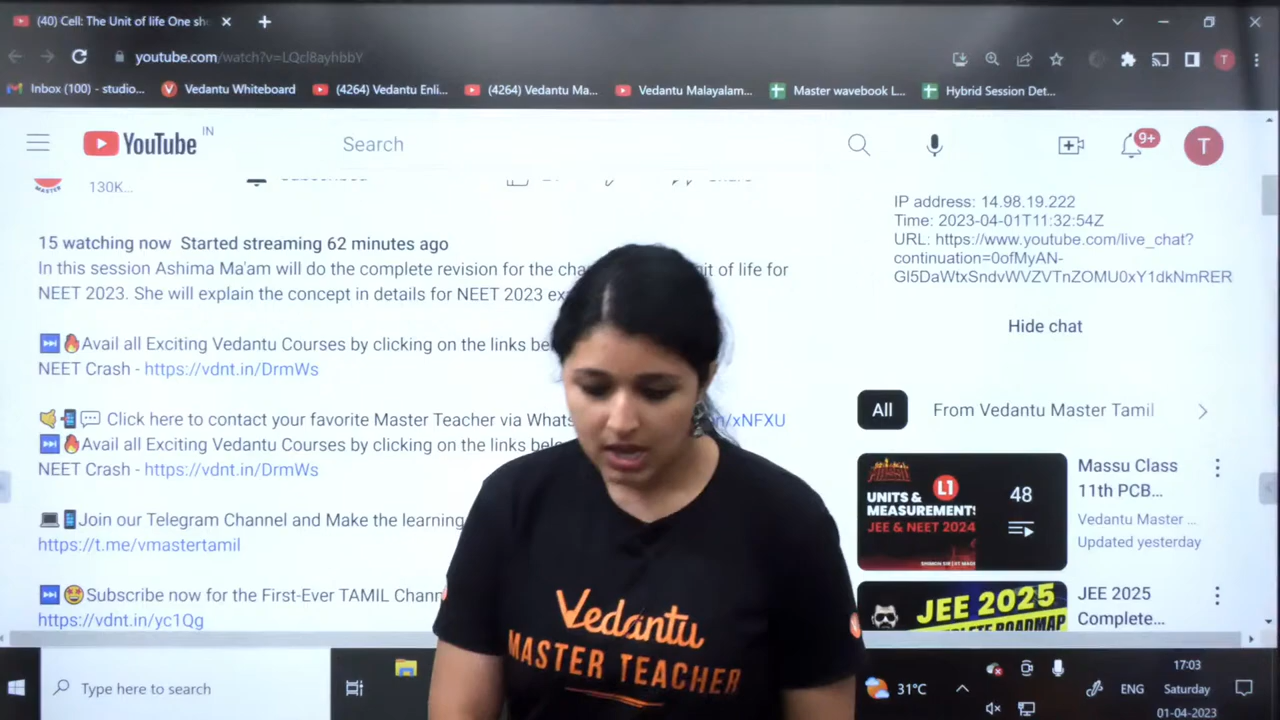 (40) Cell: The Unit of life One sh
youtube.com/watch?v=LQcl8ayhbbY
Inbox (100) - studio...
Vedantu Whiteboard
(4264) Vedantu Enli...
(4264) Vedantu Ma...
Vedantu Malayalam...
Master wavebook L...
Hybrid Session Det...
YouTube IN
Search
9+
T
130K...
Share
15 watching now Started streaming 62 minutes ago
In this session Ashima Ma'am will do the complete revision for the of life for
NEET 2023. She will explain the concept in details for NEET 2023
Avail all Exciting Vedantu Courses by clicking on the links
NEET Crash - https://vdnt.in/DrmWs
Click here to contact your favorite Master Teacher via /xNFXU
Avail all Exciting Vedantu Courses by clicking on the links
NEET Crash - https://vdnt.in/DrmWs
Join our Telegram Channel and Make the learning
https://t.me/vmastertamil
Subscribe now for the First-Ever TAMIL Chann
https://vdnt.in/yc1Qg
IP address: 14.98.19.222
Time: 2023-04-01T11:32:54Z
URL: https://www.youtube.com/live_chat?
continuation=0ofMyAN-
GI5DaWtxSndvWVZVTnZOMU0xY1dkNmRER
Hide chat
All
From Vedantu Master Tamil
UNITS &
MEASUREMENTS
JEE & NEET 2024
L1
48
Massu Class
11th PCB...
Vedantu Master ...
Updated yesterday
JEE 2025
ROADMAP
JEE 2025
Complete...
Vedantu
MASTER TEACHER
Type here to search
31°C
ENG
17:03
Saturday
01-04-2023